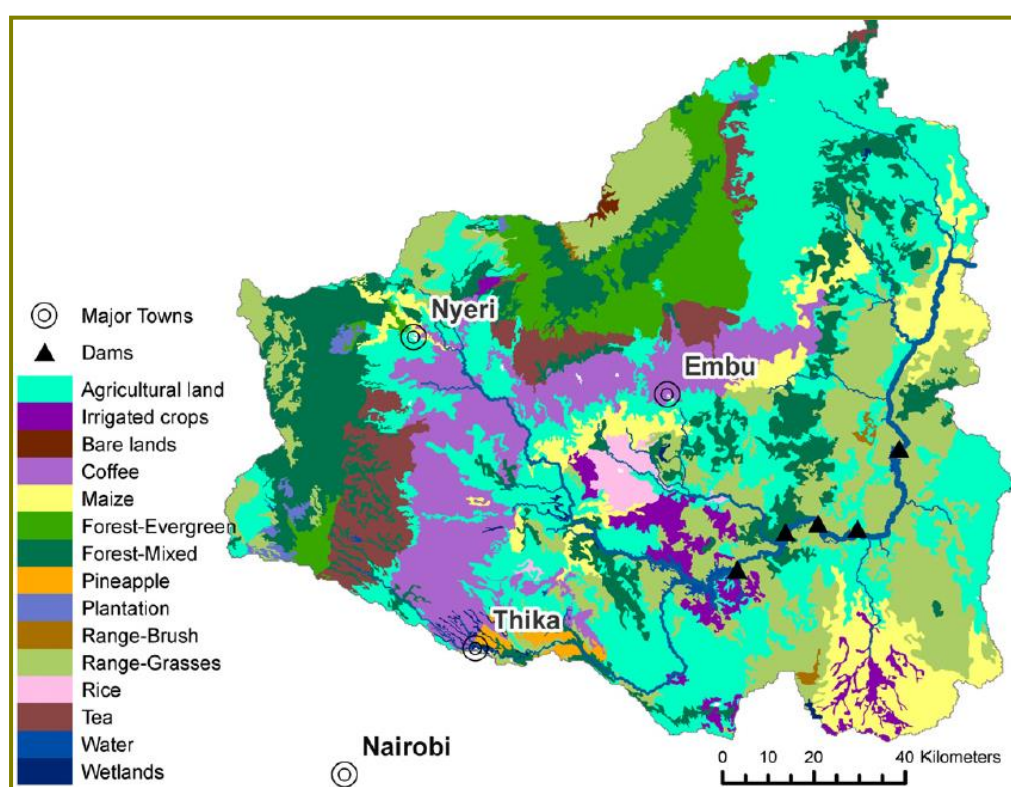 Nyeri
Embu
Thika
Nairobi
Major Towns
Dams
Agricultural land
Irrigated crops
Bare lands
Coffee
Maize
Forest-Evergreen
Forest-Mixed
Pineapple
Plantation
Range-Brush
Range-Grasses
Rice
Tea
Water
Wetlands
0 10 20 40 Kilometers